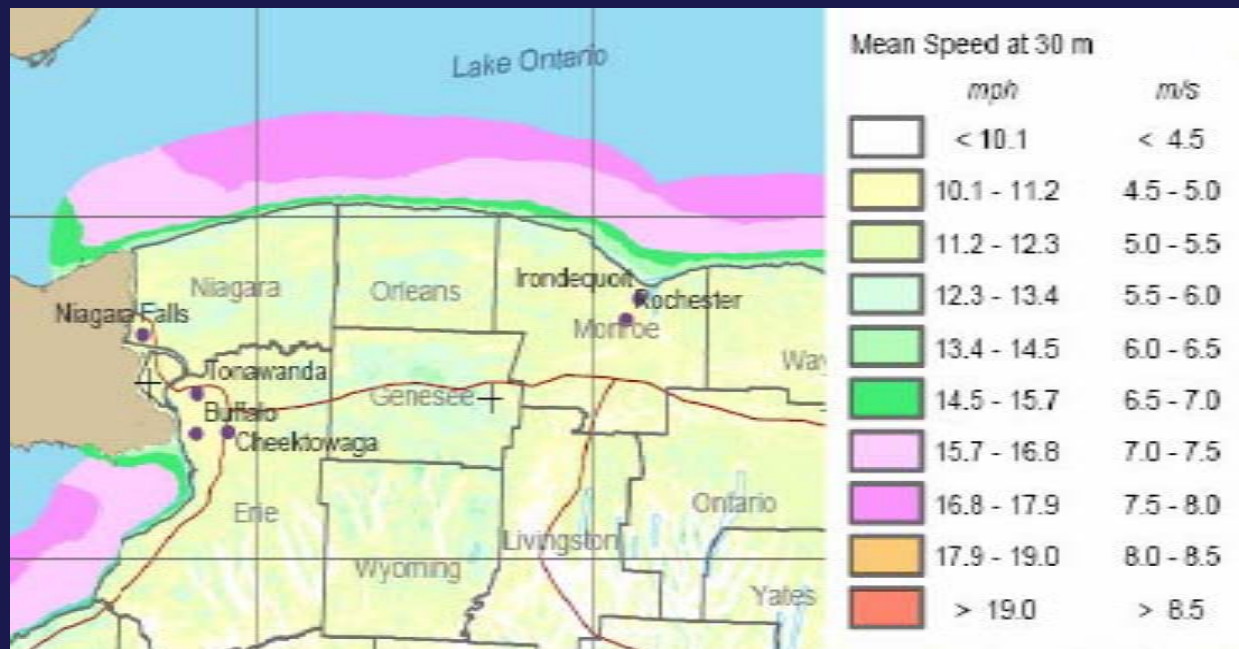 Lake Ontario
Niagara
Orleans
Irondequoit
Rochester
Niagara Falls
Monroe
Way
Tonawanda
Genesee
Buffalo
Cheektowaga
Ontario
Erie
Livingston
Wyoming
Yates
Mean Speed at 30 m
mph m/s
< 10.1 < 4.5
10.1 - 11.2 4.5 - 5.0
11.2 - 12.3 5.0 - 5.5
12.3 - 13.4 5.5 - 6.0
13.4 - 14.5 6.0 - 6.5
14.5 - 15.7 6.5 - 7.0
15.7 - 16.8 7.0 - 7.5
16.8 - 17.9 7.5 - 8.0
17.9 - 19.0 8.0 - 8.5
> 19.0 > 8.5